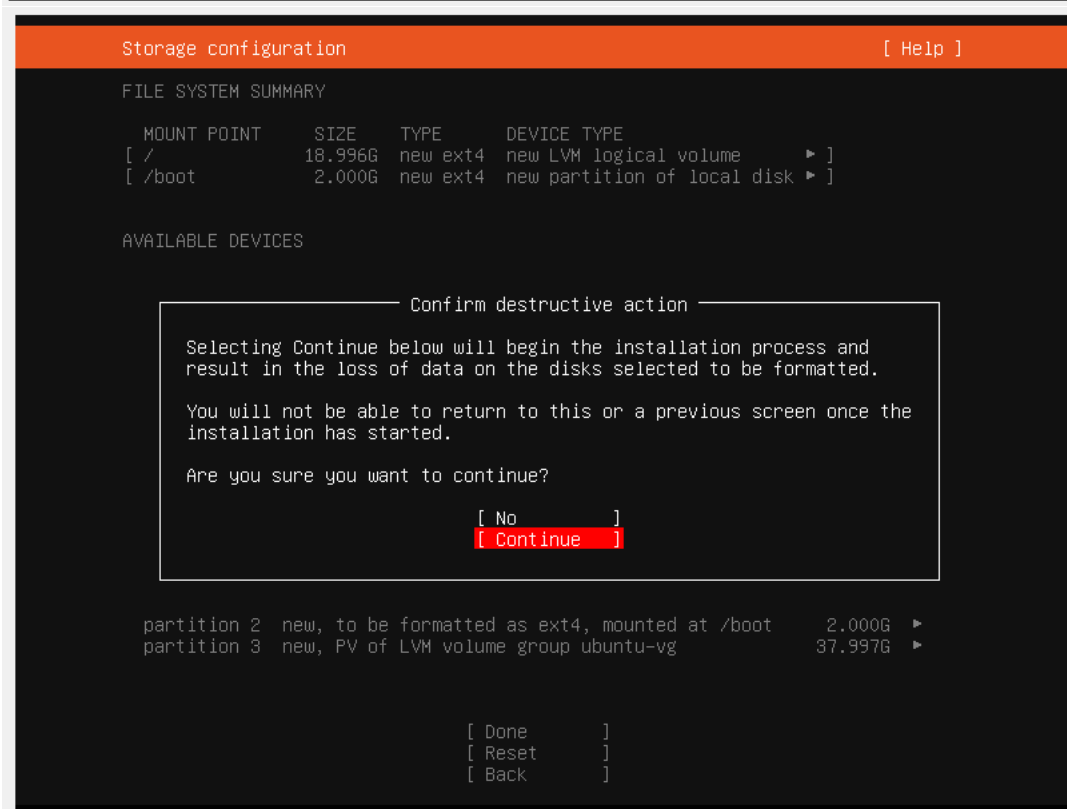 Storage configuration [ Help ]
FILE SYSTEM SUMMARY
MOUNT POINT SIZE TYPE DEVICE TYPE
[ / 18.996G new ext4 new LVM logical volume ▸ ]
[ /boot 2.000G new ext4 new partition of local disk ▸ ]
AVAILABLE DEVICES
Confirm destructive action
Selecting Continue below will begin the installation process and
result in the loss of data on the disks selected to be formatted.
You will not be able to return to this or a previous screen once the
installation has started.
Are you sure you want to continue?
[ No ]
[ Continue ]
partition 2 new, to be formatted as ext4, mounted at /boot 2.000G ▸
partition 3 new, PV of LVM volume group ubuntu-vg 37.997G ▸
[ Done ]
[ Reset ]
[ Back ]